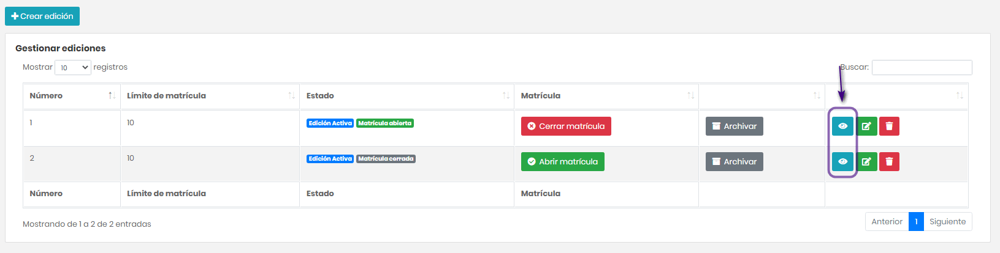 Crear edición
Gestionar ediciones
Mostrar 10 registros Buscar:
Número Límite de matrícula Estado Matrícula
1 10 Edición Activa Matrícula abierta Cerrar matrícula Archivar
2 10 Edición Activa Matrícula cerrada Abrir matrícula Archivar
Número Límite de matrícula Estado Matrícula
Mostrando de 1 a 2 de 2 entradas Anterior 1 Siguiente